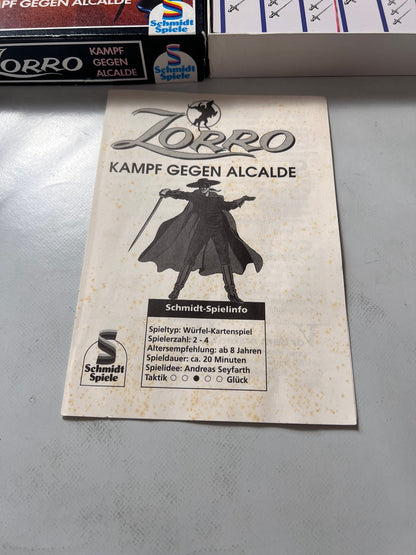 KAMPF GEGEN ALCALDE
Schmidt
Spiele
ZORRO
KAMPF
GEGEN
ALCALDE
Schmidt
Spiele
ZORRO
KAMPF GEGEN ALCALDE
Schmidt-Spielinfo
Spieltyp: Würfel-Kartenspiel
Spielerzahl: 2 - 4
Altersempfehlung: ab 8 Jahren
Spieldauer: ca. 20 Minuten
Spielidee: Andreas Seyfarth
Taktik ○ ○ ● ○ ○ Glück
Schmidt
Spiele